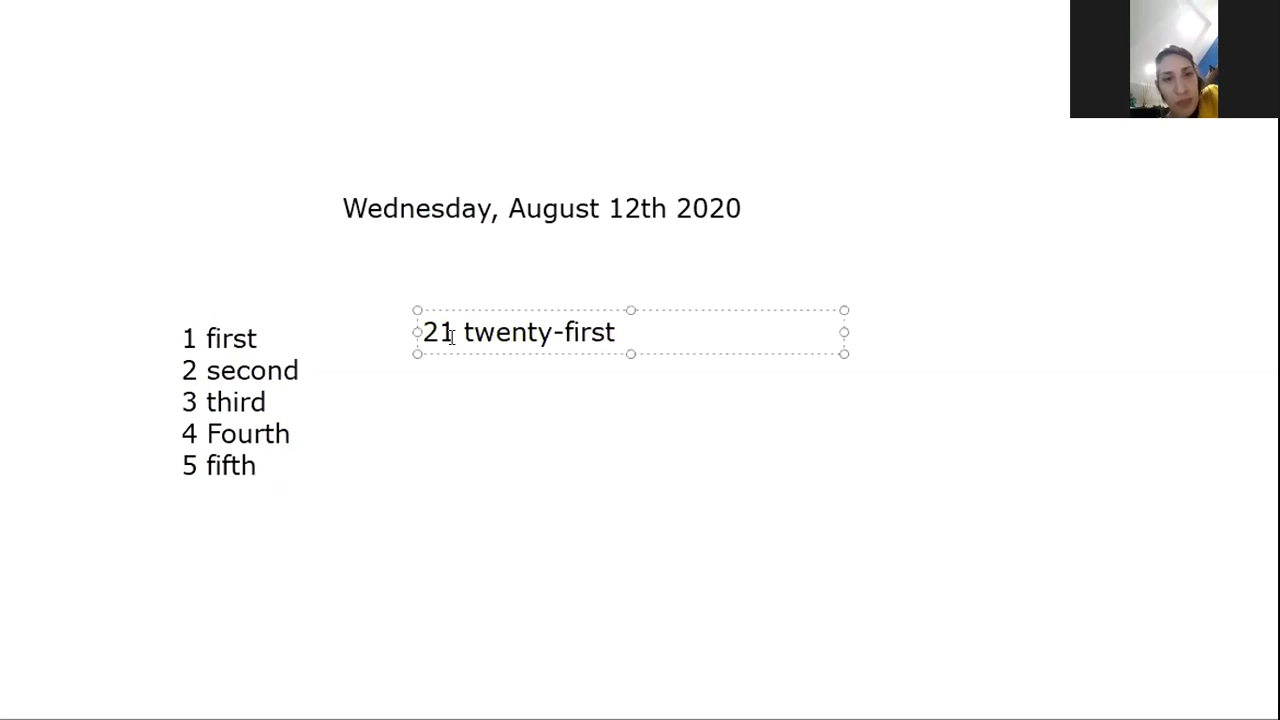 Wednesday, August 12th 2020
1 first
2 second
3 third
4 Fourth
5 fifth
21 twenty-first